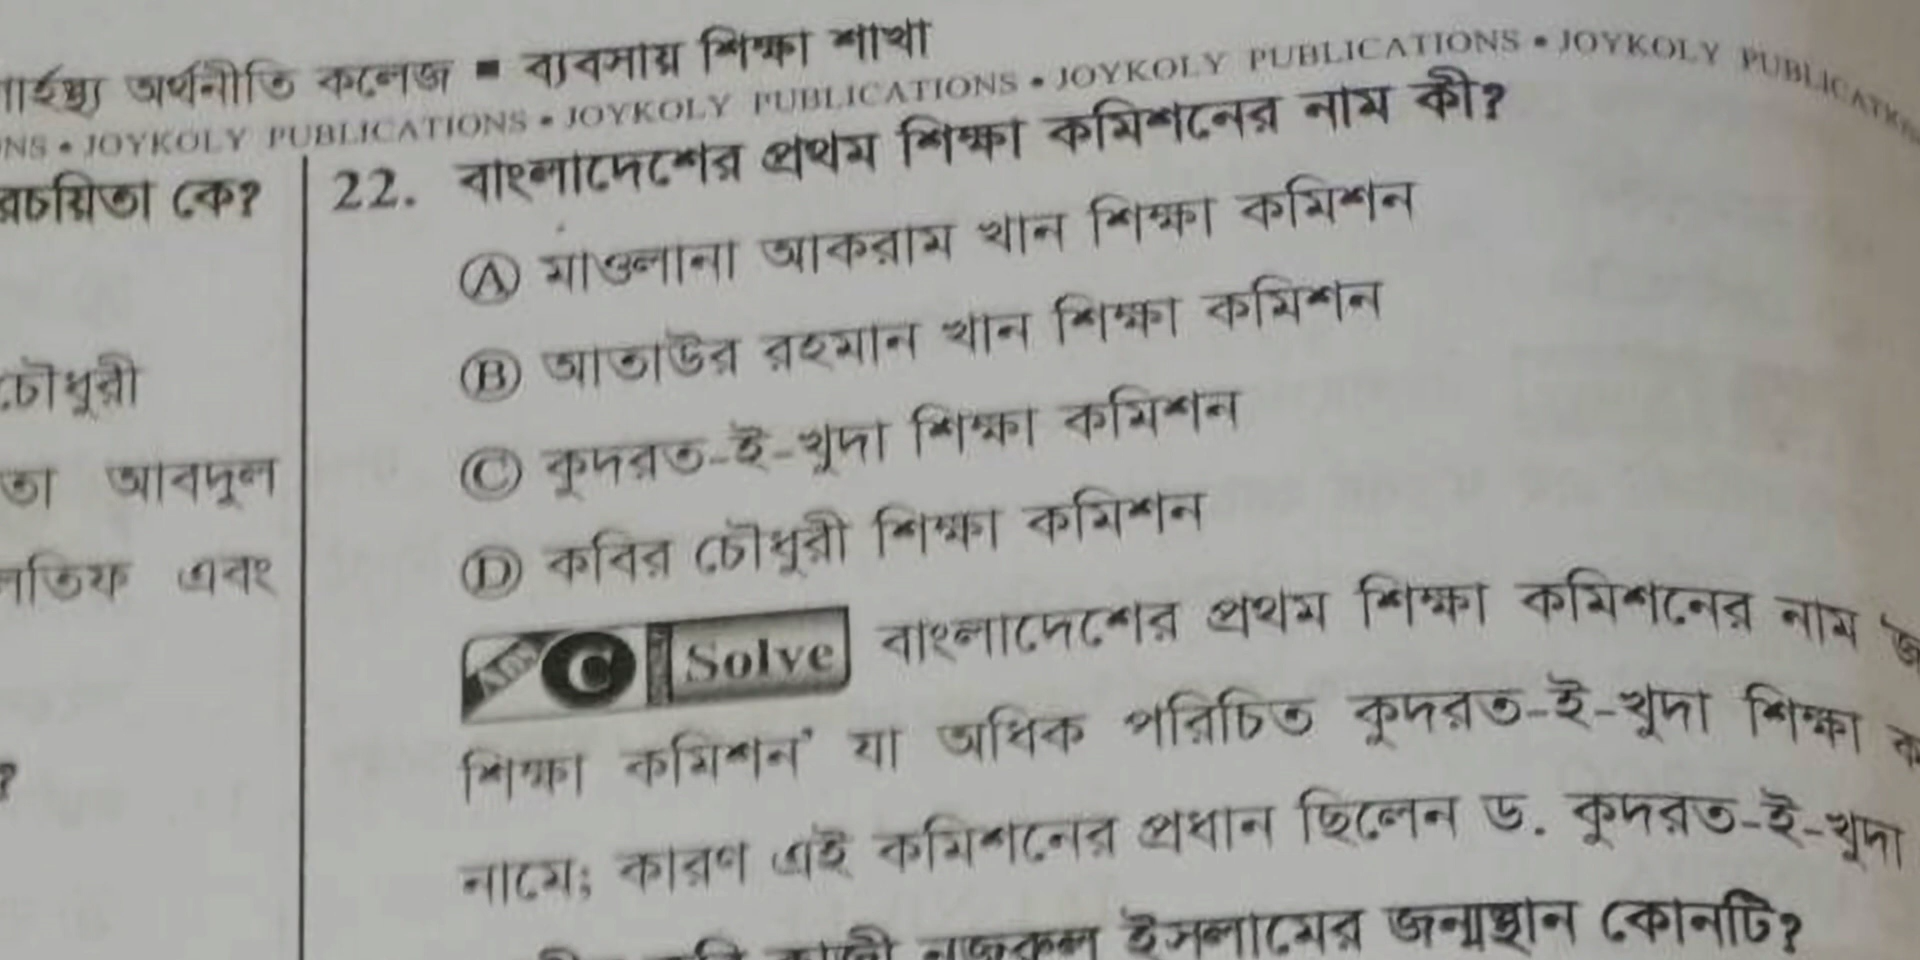 গার্হস্থ্য অর্থনীতি কলেজ ■ ব্যবসায় শিক্ষা শাখা
NS • JOYKOLY PUBLICATIONS • JOYKOLY PUBLICATIONS • JOYKOLY PUBLICATIONS • JOYKOLY
রচয়িতা কে?
চৌধুরী
আবদুল
এবং
?
22. বাংলাদেশের প্রথম শিক্ষা কমিশনের নাম কী?
Ⓐ মাওলানা আকরাম খান শিক্ষা কমিশন
Ⓑ আতাউর রহমান খান শিক্ষা কমিশন
Ⓒ কুদরত-ই-খুদা শিক্ষা কমিশন
Ⓓ কবির চৌধুরী শিক্ষা কমিশন
C Solve বাংলাদেশের প্রথম শিক্ষা কমিশনের নাম
শিক্ষা কমিশন' যা অধিক পরিচিত কুদরত-ই-খুদা শিক্ষা
নামে; কারণ এই কমিশনের প্রধান ছিলেন ড. কুদরত-ই-খুদা
ইসলামের জন্মস্থান কোনটি?